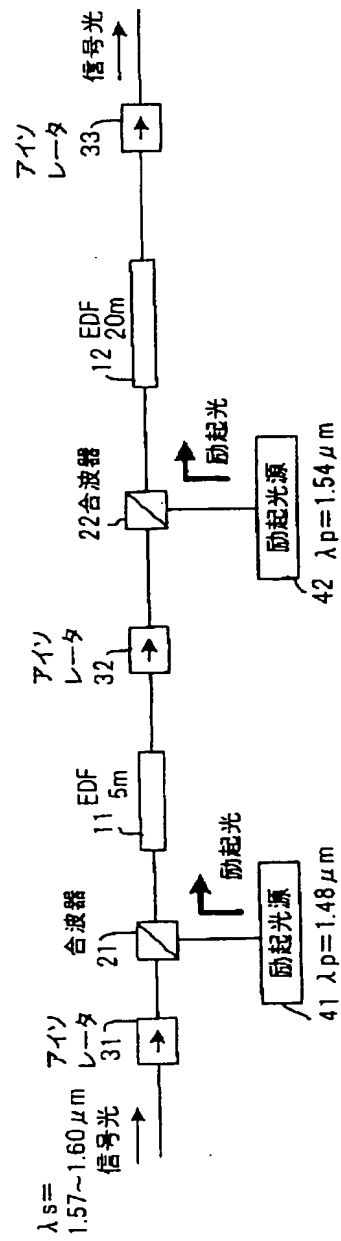 λs=
1.57~1.60μm
信号光
アイソ
レータ
31
合波器
21
EDF
11 5m
アイソ
レータ
32
22合波器
EDF
12 20m
アイソ
レータ
33
信号光
励起光
励起光源
41 λp=1.48μm
励起光
励起光源
42 λp=1.54μm